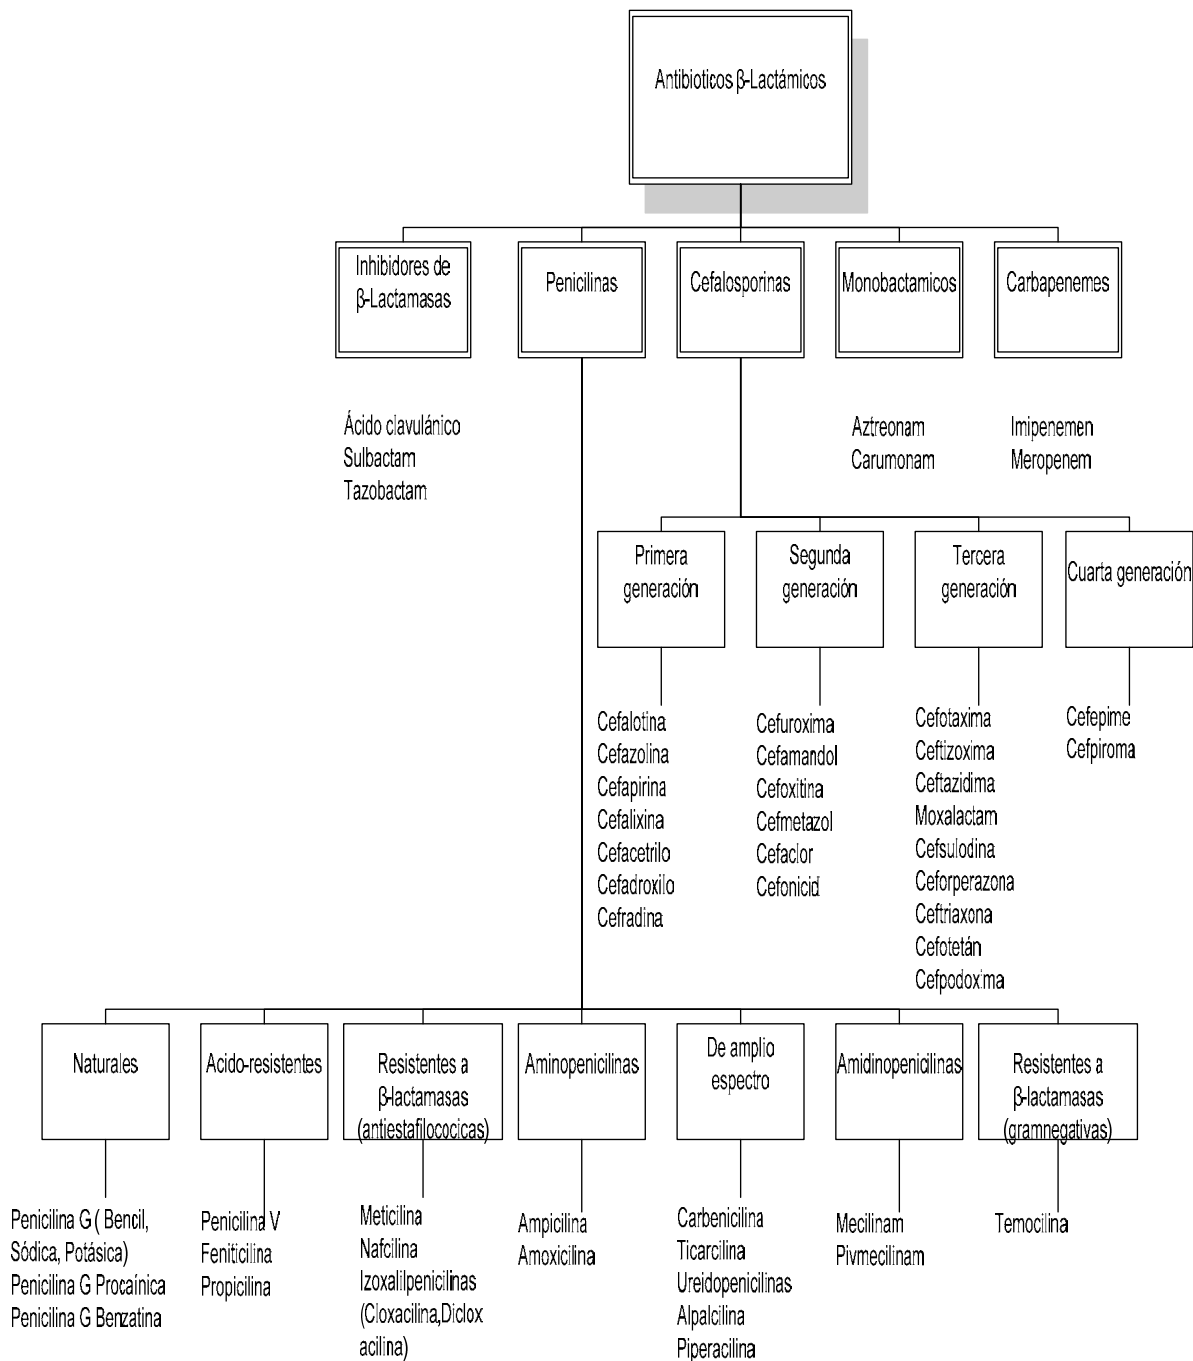 Antibioticos β-Lactámicos
Inhibidores de
β-Lactamasas
Penicilinas
Cefalosporinas
Monobactamicos
Carbapenemes
Ácido clavulánico
Sulbactam
Tazobactam
Aztreonam
Carumonam
Imipenemen
Meropenem
Primera
generación
Segunda
generación
Tercera
generación
Cuarta generación
Cefalotina
Cefazolina
Cefapirina
Cefalixina
Cefacetrilo
Cefadroxilo
Cefradina
Cefuroxima
Cefamandol
Cefoxitina
Cefmetazol
Cefaclor
Cefonicid
Cefotaxima
Ceftizoxima
Ceftazidima
Moxalactam
Cefsulodina
Ceforperazona
Ceftriaxona
Cefotetán
Cefpodoxima
Cefepime
Cefpiroma
Naturales
Acido-resistentes
Resistentes a
β-lactamasas
(antiestafilococicas)
Aminopenicilinas
De amplio
espectro
Amidinopenicilinas
Resistentes a
β-lactamasas
(gramnegativas)
Penicilina G ( Bencil,
Sódica, Potásica)
Penicilina G Procaínica
Penicilina G Benzatina
Penicilina V
Feniticilina
Propicilina
Meticilina
Nafcilina
Izoxalilpenicilinas
(Cloxacilina,Diclox
acilina)
Ampicilina
Amoxicilina
Carbenicilina
Ticarcilina
Ureidopenicilinas
Alpalcilina
Piperacilina
Mecilinam
Pivmecilinam
Temocilina